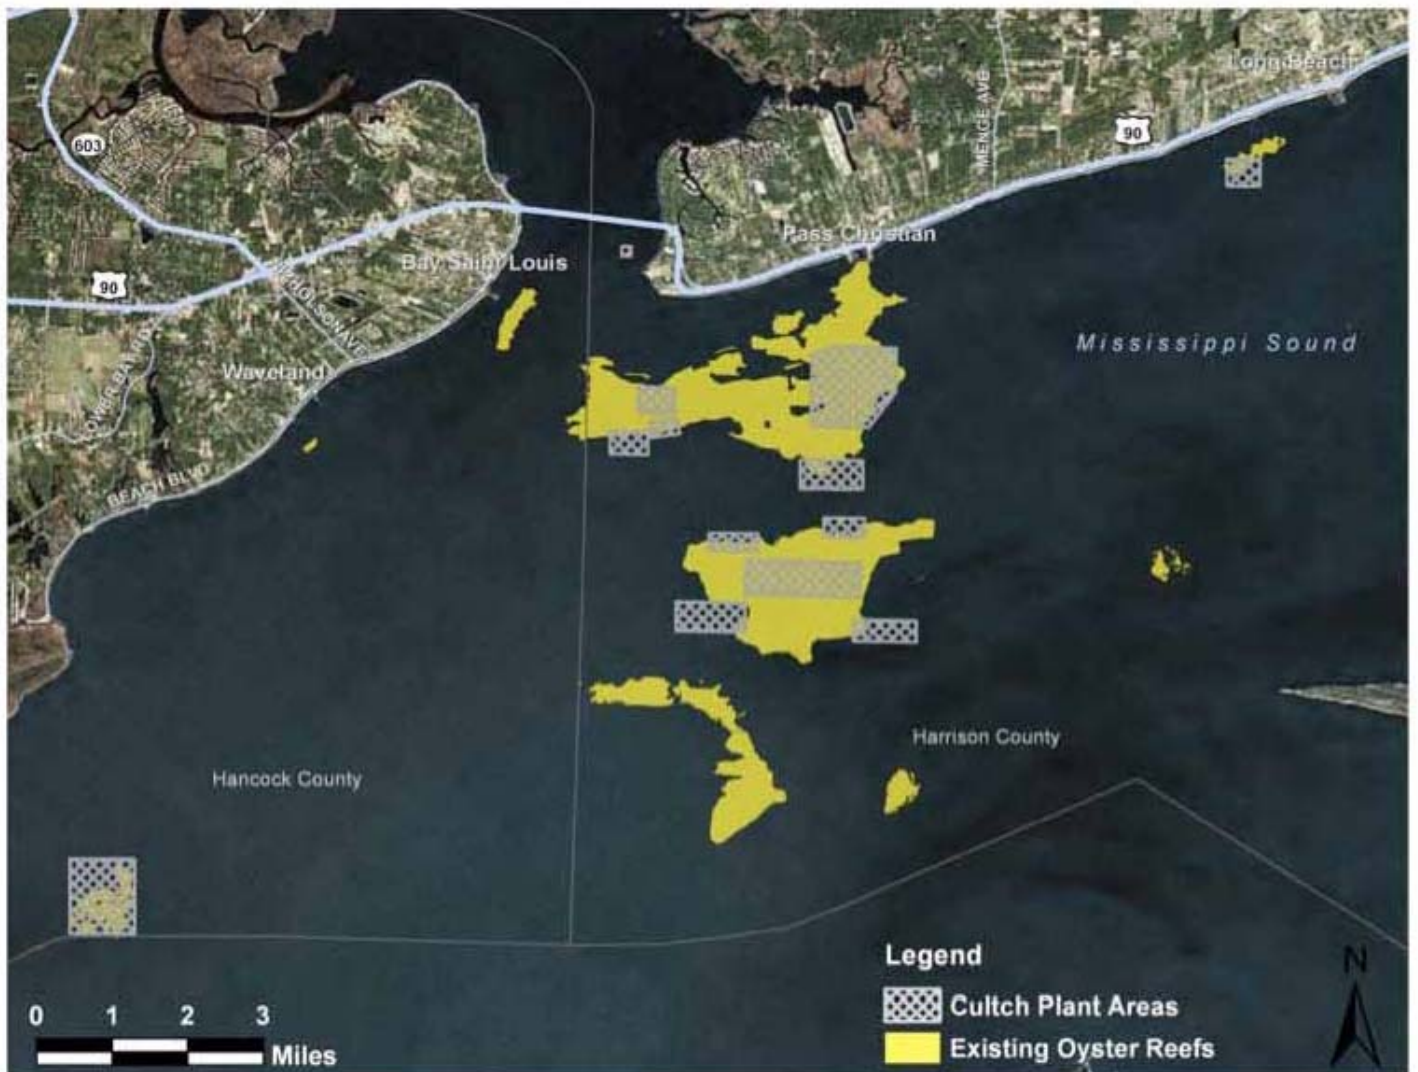 Long Beach
MENGE AVE
90
603
Pass Christian
Bay Saint Louis
90
NICHOLSON AVE
Mississippi Sound
Waveland
LOWER BAY RD
BEACH BLVD
Harrison County
Hancock County
Legend
N
Cultch Plant Areas
0 1 2 3
Existing Oyster Reefs
Miles